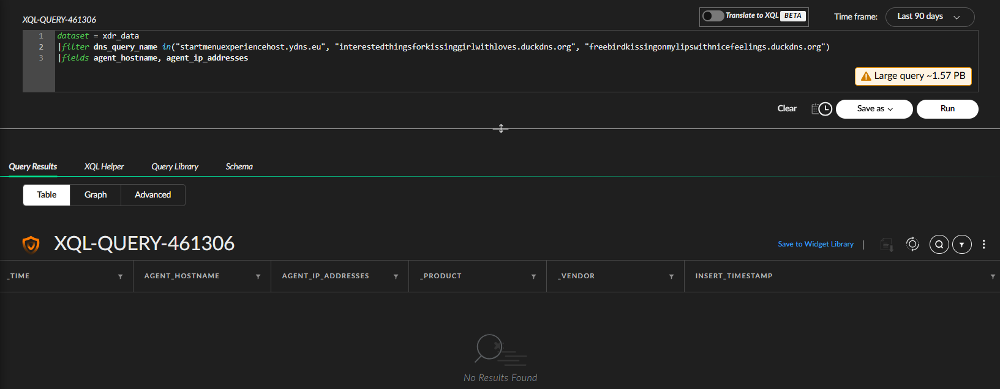 XQL-QUERY-461306
Translate to XQL BETA
Time frame: Last 90 days
1 dataset = xdr_data
2 |filter dns_query_name in("startmenuexperiencehost.ydns.eu", "interestedthingsforkissinggirlwithloves.duckdns.org", "freebirdkissingonmylipswithnicefeelings.duckdns.org")
3 |fields agent_hostname, agent_ip_addresses
Large query ~1.57 PB
Clear Save as Run
Query Results XQL Helper Query Library Schema
Table Graph Advanced
XQL-QUERY-461306
Save to Widget Library
_TIME AGENT_HOSTNAME AGENT_IP_ADDRESSES _PRODUCT _VENDOR INSERT_TIMESTAMP
No Results Found